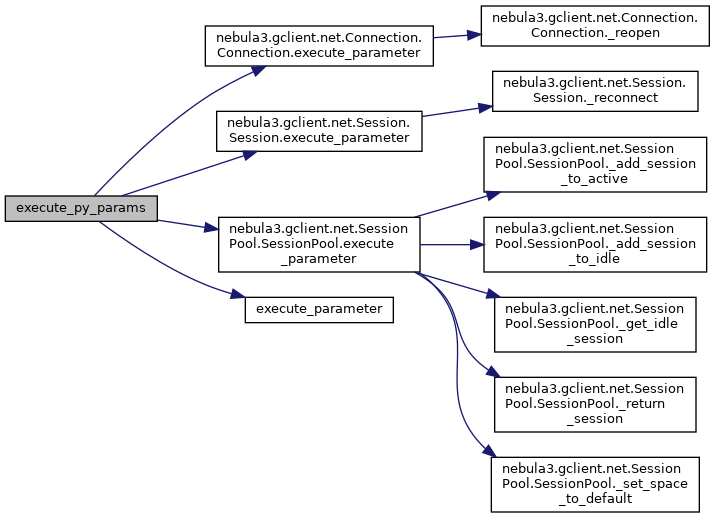 execute_py_params
nebula3.gclient.net.Connection.
Connection.execute_parameter
nebula3.gclient.net.Connection.
Connection._reopen
nebula3.gclient.net.Session.
Session.execute_parameter
nebula3.gclient.net.Session.
Session._reconnect
nebula3.gclient.net.Session
Pool.SessionPool.execute
_parameter
nebula3.gclient.net.Session
Pool.SessionPool._add_session
_to_active
nebula3.gclient.net.Session
Pool.SessionPool._add_session
_to_idle
nebula3.gclient.net.Session
Pool.SessionPool._get_idle
_session
nebula3.gclient.net.Session
Pool.SessionPool._return
_session
nebula3.gclient.net.Session
Pool.SessionPool._set_space
_to_default
execute_parameter